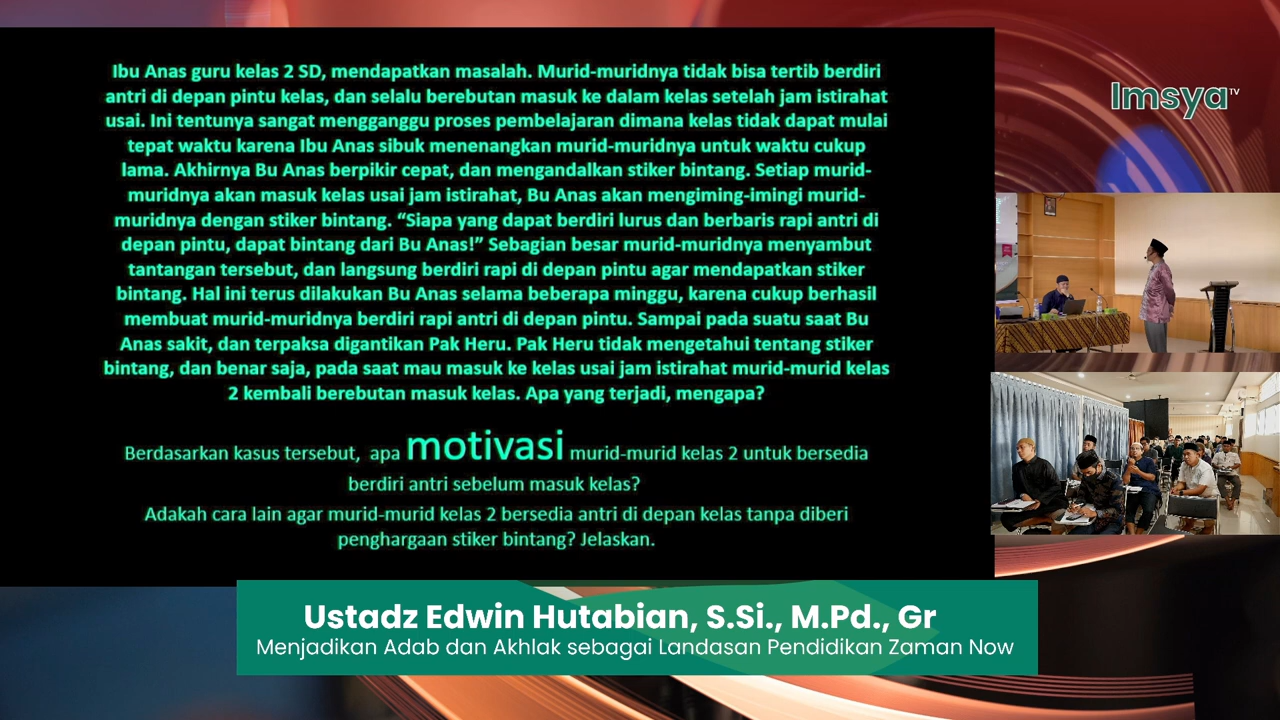 Ibu Anas guru kelas 2 SD, mendapatkan masalah. Murid-muridnya tidak bisa tertib berdiri
antri di depan pintu kelas, dan selalu berebutan masuk ke dalam kelas setelah jam istirahat
usai. Ini tentunya sangat mengganggu proses pembelajaran dimana kelas tidak dapat mulai
tepat waktu karena Ibu Anas sibuk menenangkan murid-muridnya untuk waktu cukup
lama. Akhirnya Bu Anas berpikir cepat, dan mengandalkan stiker bintang. Setiap murid-
muridnya akan masuk kelas usai jam istirahat, Bu Anas akan mengiming-imingi murid-
muridnya dengan stiker bintang. “Siapa yang dapat berdiri lurus dan berbaris rapi antri di
depan pintu, dapat bintang dari Bu Anas!” Sebagian besar murid-muridnya menyambut
tantangan tersebut, dan langsung berdiri rapi di depan pintu agar mendapatkan stiker
bintang. Hal ini terus dilakukan Bu Anas selama beberapa minggu, karena cukup berhasil
membuat murid-muridnya berdiri rapi antri di depan pintu. Sampai pada suatu saat Bu
Anas sakit, dan terpaksa digantikan Pak Heru. Pak Heru tidak mengetahui tentang stiker
bintang, dan benar saja, pada saat mau masuk ke kelas usai jam istirahat murid-murid kelas
2 kembali berebutan masuk kelas. Apa yang terjadi, mengapa?
Berdasarkan kasus tersebut, apa motivasi murid-murid kelas 2 untuk bersedia
berdiri antri sebelum masuk kelas?
Adakah cara lain agar murid-murid kelas 2 bersedia antri di depan kelas tanpa diberi
penghargaan stiker bintang? Jelaskan.
Imsya TV
Ustadz Edwin Hutabian, S.Si., M.Pd., Gr
Menjadikan Adab dan Akhlak sebagai Landasan Pendidikan Zaman Now